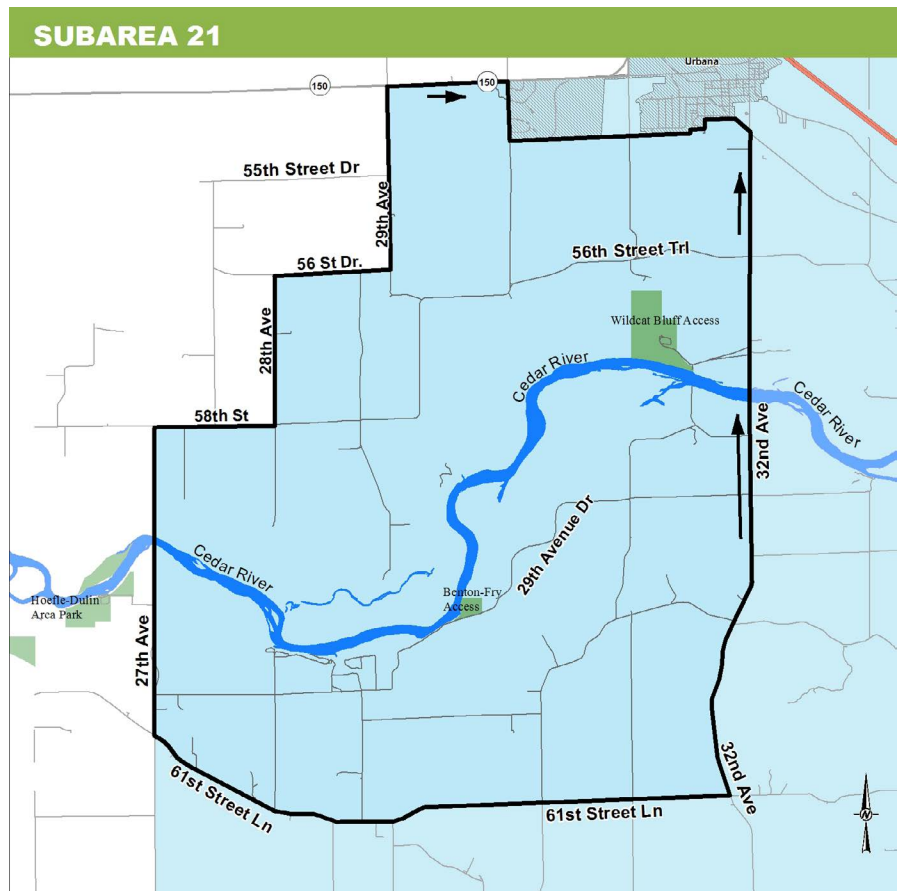 SUBAREA 21
Urbana
150
150
55th Street Dr
29th Ave
56th Street Trl
56 St Dr.
Wildcat Bluff Access
28th Ave
Cedar River
Cedar River
58th St
32nd Ave
29th Avenue Dr
Cedar River
Benton-Fry
Access
Hoefle-Dulin
Area Park
27th Ave
61st Street Ln
32nd Ave
61st Street Ln
N